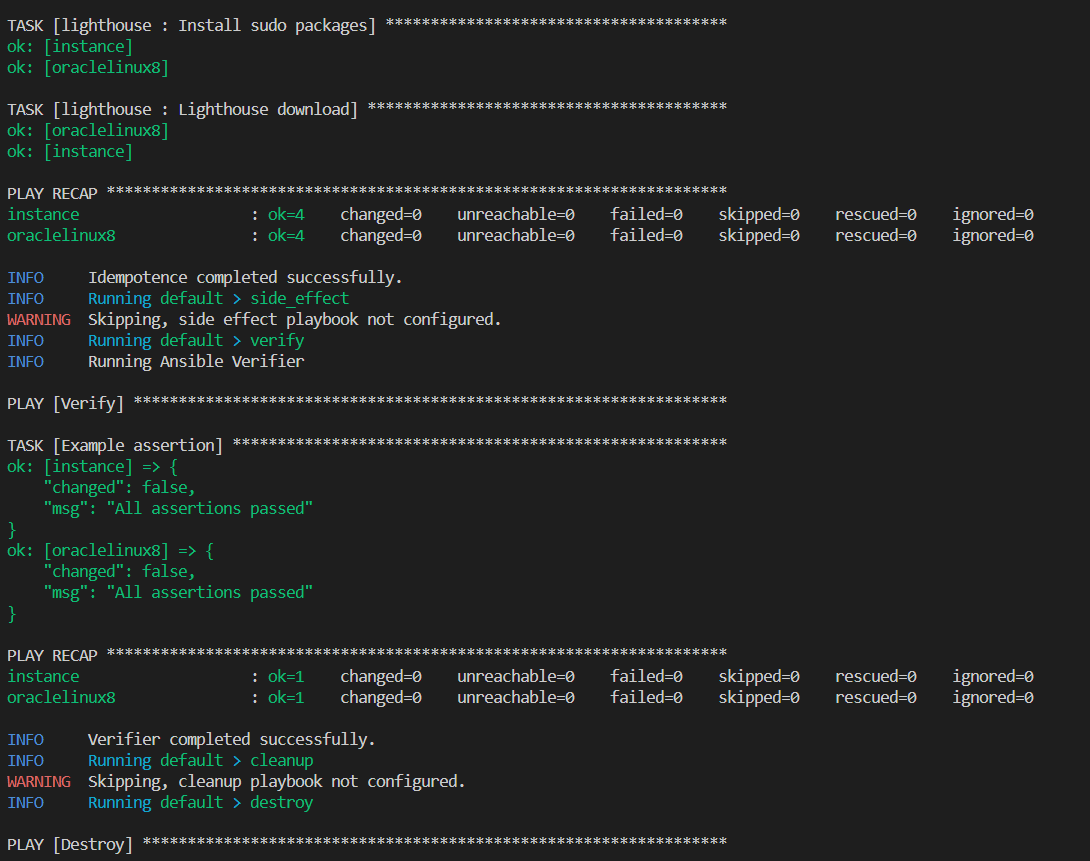 TASK [lighthouse : Install sudo packages] **************************************
ok: [instance]
ok: [oraclelinux8]
TASK [lighthouse : Lighthouse download] ****************************************
ok: [oraclelinux8]
ok: [instance]
PLAY RECAP *********************************************************************
instance                   : ok=4    changed=0    unreachable=0    failed=0    skipped=0    rescued=0    ignored=0
oraclelinux8               : ok=4    changed=0    unreachable=0    failed=0    skipped=0    rescued=0    ignored=0
INFO     Idempotence completed successfully.
INFO     Running default > side_effect
WARNING  Skipping, side effect playbook not configured.
INFO     Running default > verify
INFO     Running Ansible Verifier
PLAY [Verify] ******************************************************************
TASK [Example assertion] *******************************************************
ok: [instance] => {
    "changed": false,
    "msg": "All assertions passed"
}
ok: [oraclelinux8] => {
    "changed": false,
    "msg": "All assertions passed"
}
PLAY RECAP *********************************************************************
instance                   : ok=1    changed=0    unreachable=0    failed=0    skipped=0    rescued=0    ignored=0
oraclelinux8               : ok=1    changed=0    unreachable=0    failed=0    skipped=0    rescued=0    ignored=0
INFO     Verifier completed successfully.
INFO     Running default > cleanup
WARNING  Skipping, cleanup playbook not configured.
INFO     Running default > destroy
PLAY [Destroy] *****************************************************************